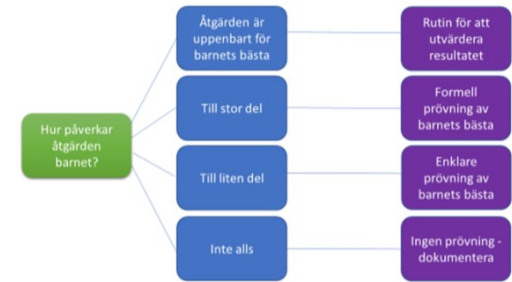 Hur påverkar
åtgärden
barnet?
Åtgärden är
uppenbart för
barnets bästa
Rutin för att
utvärdera
resultatet
Till stor del
Formell
prövning av
barnets bästa
Till liten del
Enklare
prövning av
barnets bästa
Inte alls
Ingen prövning -
dokumentera